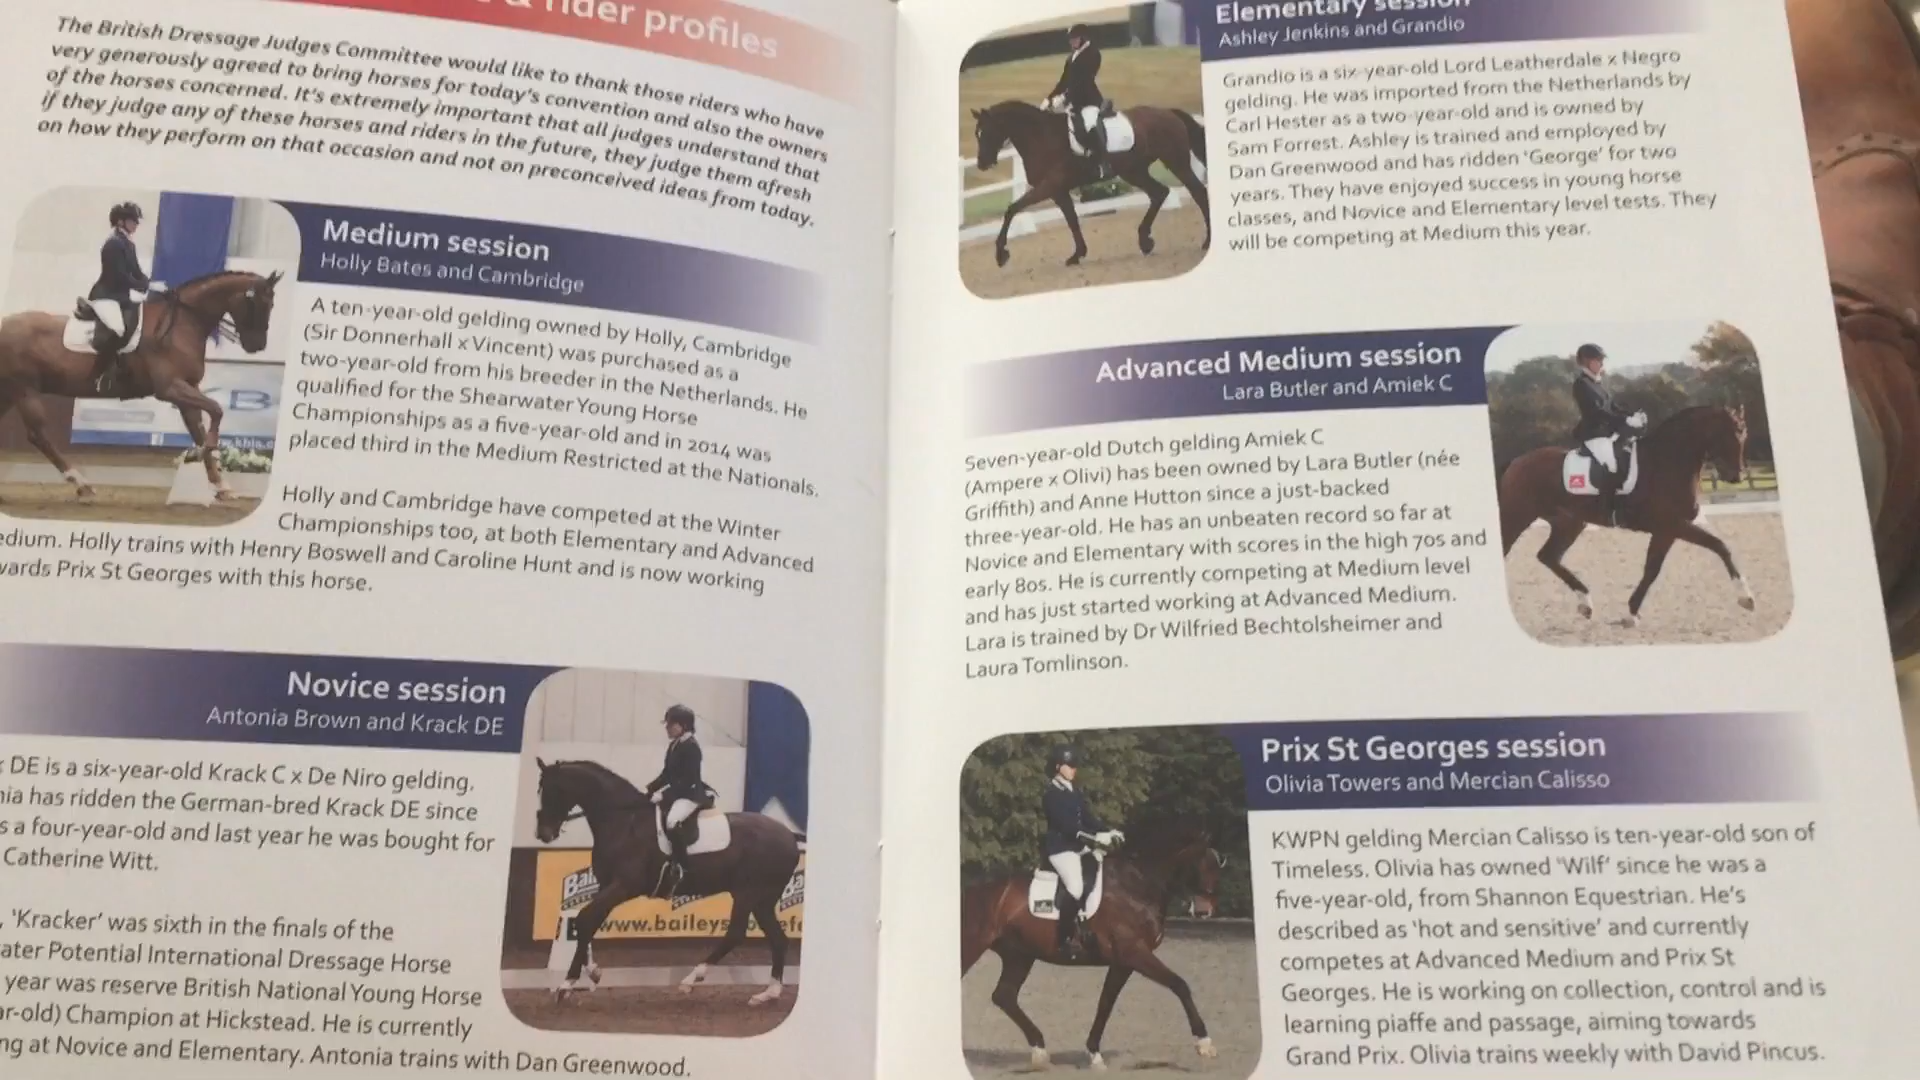 & rider profiles
The British Dressage Judges Committee would like to thank those riders who have
very generously agreed to bring horses for today's convention and also the owners
of the horses concerned. It's extremely important that all judges understand that
if they judge any of these horses and riders in the future, they judge them afresh
on how they perform on that occasion and not on preconceived ideas from today.
Medium session
Holly Bates and Cambridge
A ten-year-old gelding owned by Holly, Cambridge
(Sir Donnerhall x Vincent) was purchased as a
two-year-old from his breeder in the Netherlands. He
qualified for the Shearwater Young Horse
Championships as a five-year-old and in 2014 was
placed third in the Medium Restricted at the Nationals.
Holly and Cambridge have competed at the Winter
Championships too, at both Elementary and Advanced
edium. Holly trains with Henry Boswell and Caroline Hunt and is now working
wards Prix St Georges with this horse.
Novice session
Antonia Brown and Krack DE
DE is a six-year-old Krack C x De Niro gelding.
nia has ridden the German-bred Krack DE since
s a four-year-old and last year he was bought for
Catherine Witt.
, 'Kracker' was sixth in the finals of the
ater Potential International Dressage Horse
year was reserve British National Young Horse
ar-old) Champion at Hickstead. He is currently
ng at Novice and Elementary. Antonia trains with Dan Greenwood.
www.baileys
Elementary session
Ashley Jenkins and Grandio
Grandio is a six-year-old Lord Leatherdale x Negro
gelding. He was imported from the Netherlands by
Carl Hester as a two-year-old and is owned by
Sam Forrest. Ashley is trained and employed by
Dan Greenwood and has ridden 'George' for two
years. They have enjoyed success in young horse
classes, and Novice and Elementary level tests. They
will be competing at Medium this year.
Advanced Medium session
Lara Butler and Amiek C
Seven-year-old Dutch gelding Amiek C
(Ampere x Olivi) has been owned by Lara Butler (née
Griffith) and Anne Hutton since a just-backed
three-year-old. He has an unbeaten record so far at
Novice and Elementary with scores in the high 70s and
early 80s. He is currently competing at Medium level
and has just started working at Advanced Medium.
Lara is trained by Dr Wilfried Bechtolsheimer and
Laura Tomlinson.
Prix St Georges session
Olivia Towers and Mercian Calisso
KWPN gelding Mercian Calisso is ten-year-old son of
Timeless. Olivia has owned 'Wilf' since he was a
five-year-old, from Shannon Equestrian. He's
described as 'hot and sensitive' and currently
competes at Advanced Medium and Prix St
Georges. He is working on collection, control and is
learning piaffe and passage, aiming towards
Grand Prix. Olivia trains weekly with David Pincus.